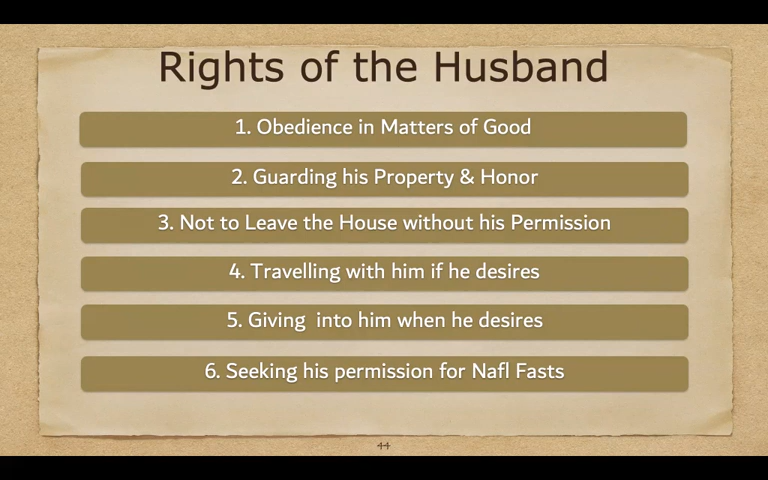 Rights of the Husband
1. Obedience in Matters of Good
2. Guarding his Property & Honor
3. Not to Leave the House without his Permission
4. Travelling with him if he desires
5. Giving  into him when he desires
6. Seeking his permission for Nafl Fasts
44